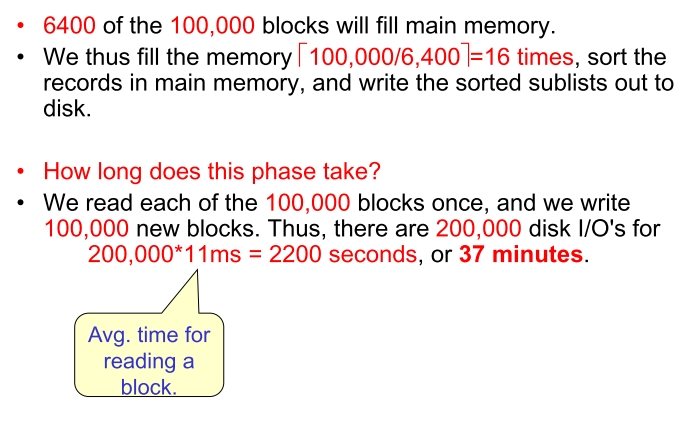 • 6400 of the 100,000 blocks will fill main memory.
• We thus fill the memory ⌈100,000/6,400⌉=16 times, sort the
records in main memory, and write the sorted sublists out to
disk.
• How long does this phase take?
• We read each of the 100,000 blocks once, and we write
100,000 new blocks. Thus, there are 200,000 disk I/O's for
200,000*11ms = 2200 seconds, or 37 minutes.
Avg. time for
reading a
block.